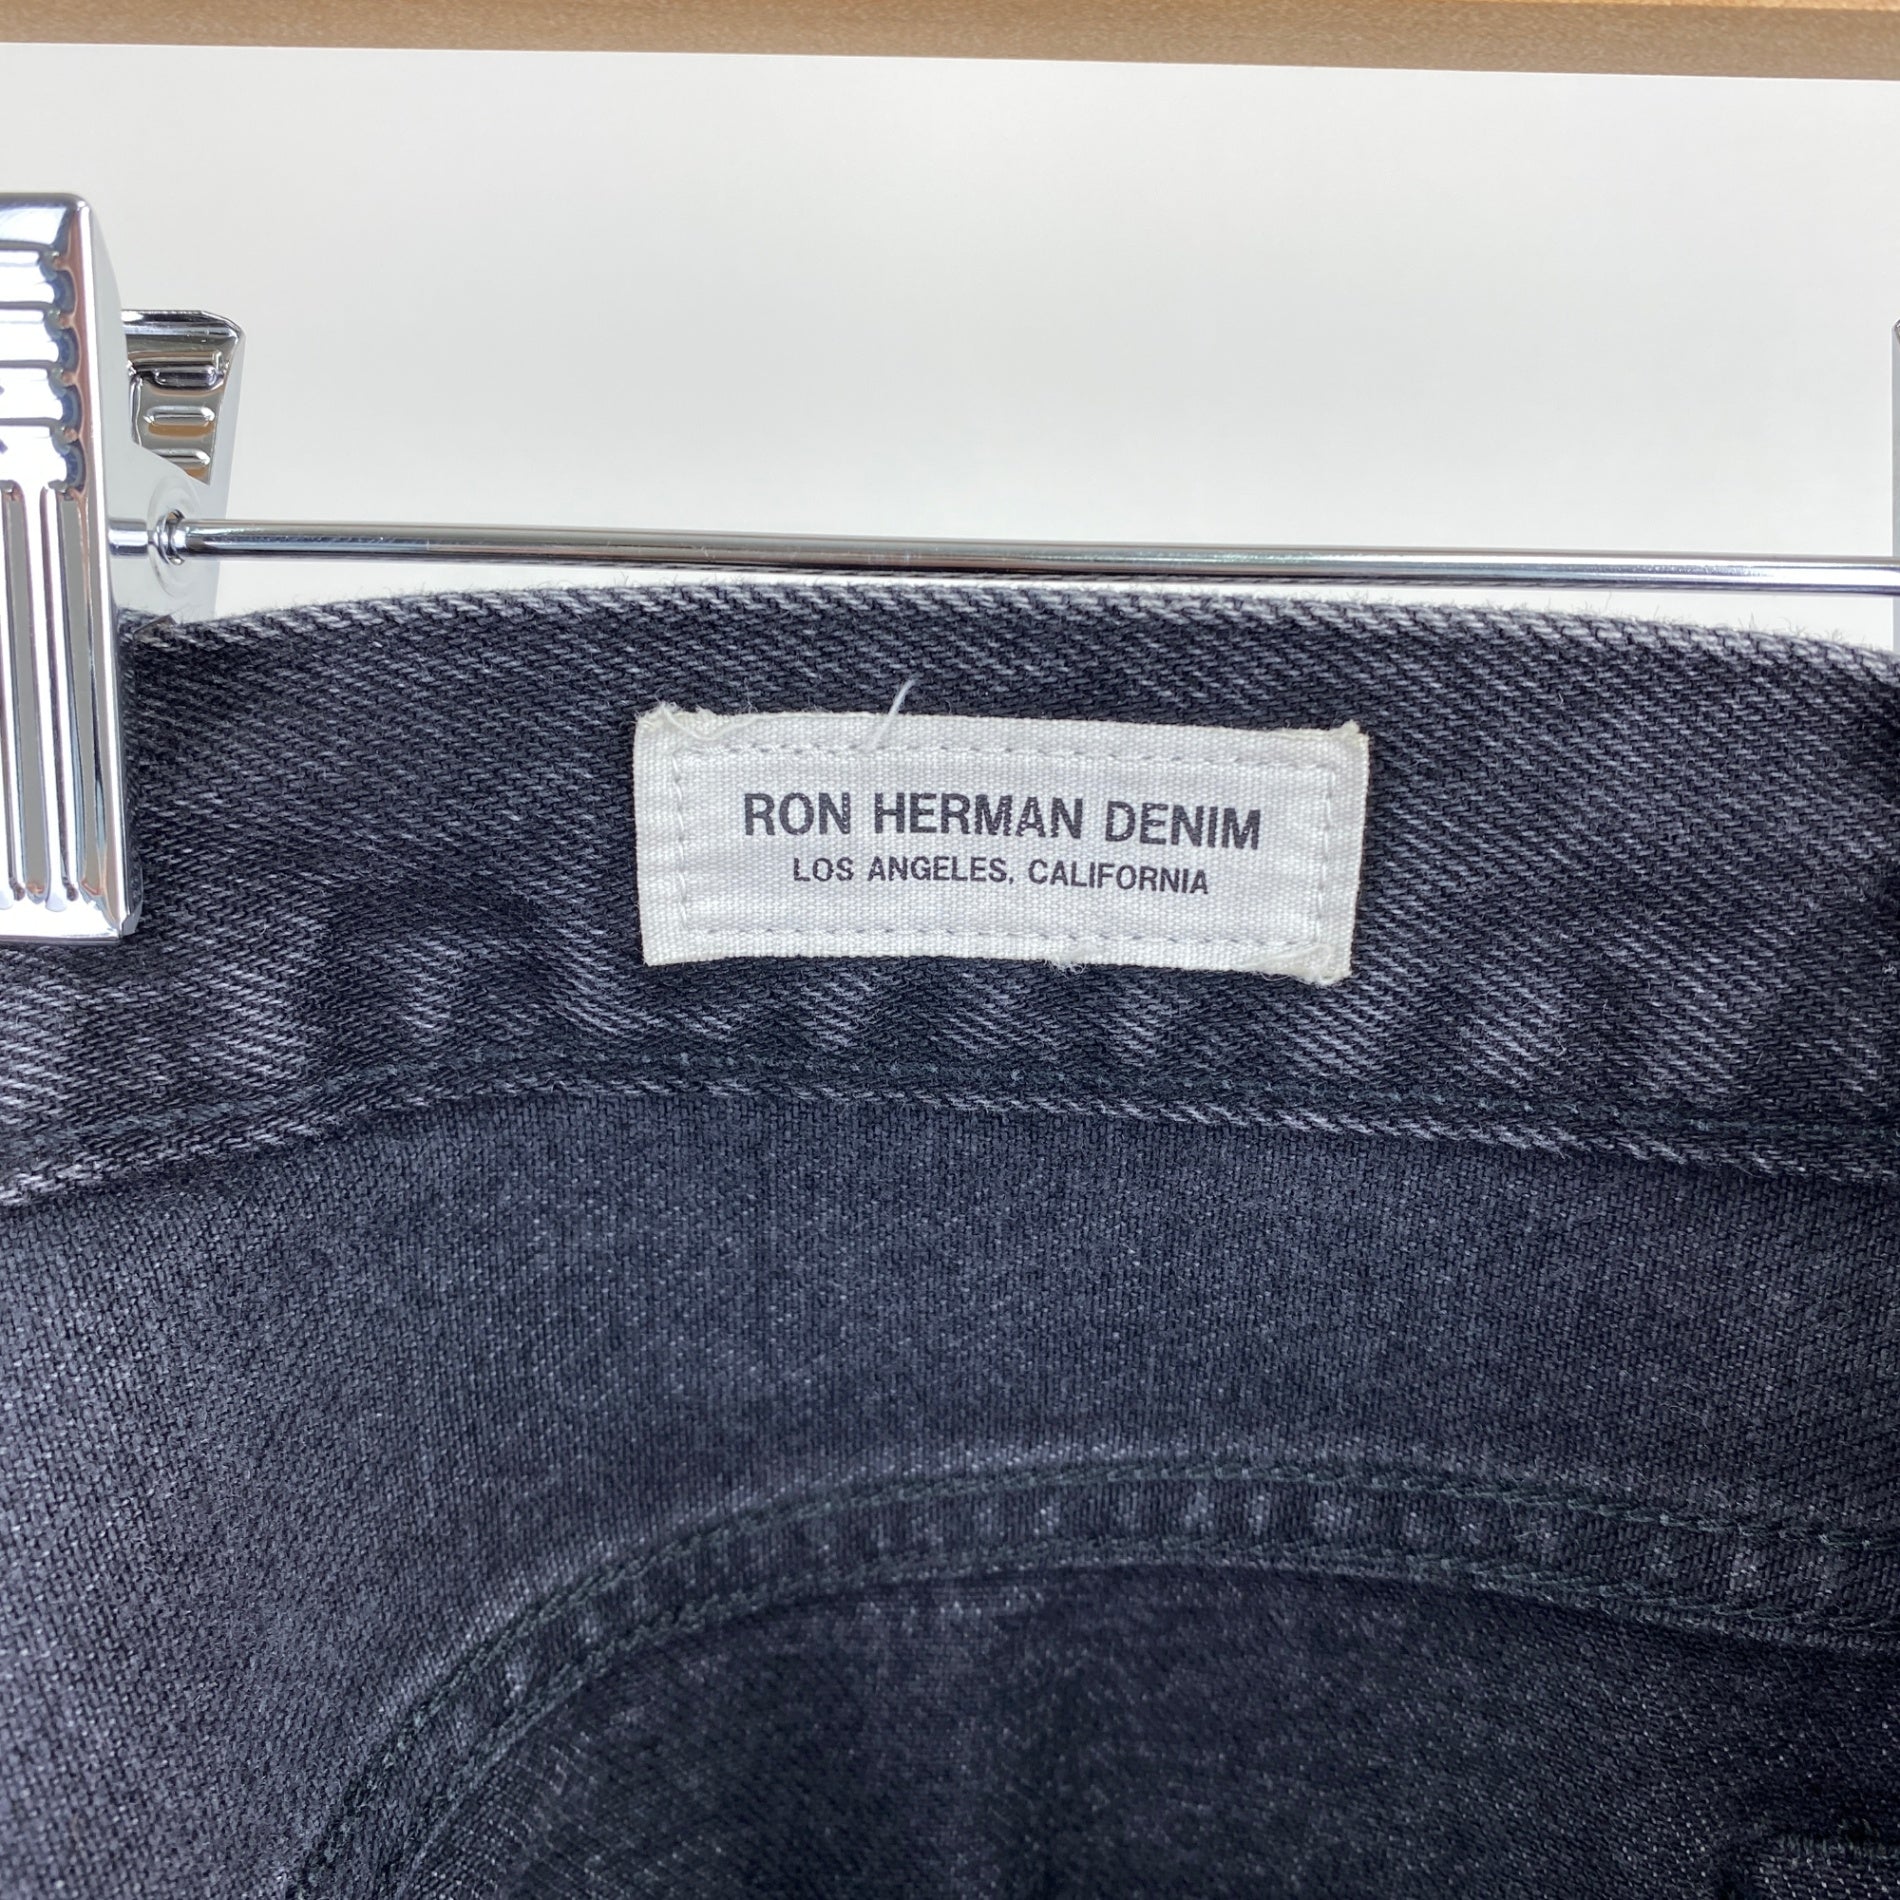 RON HERMAN DENIM
LOS ANGELES, CALIFORNIA